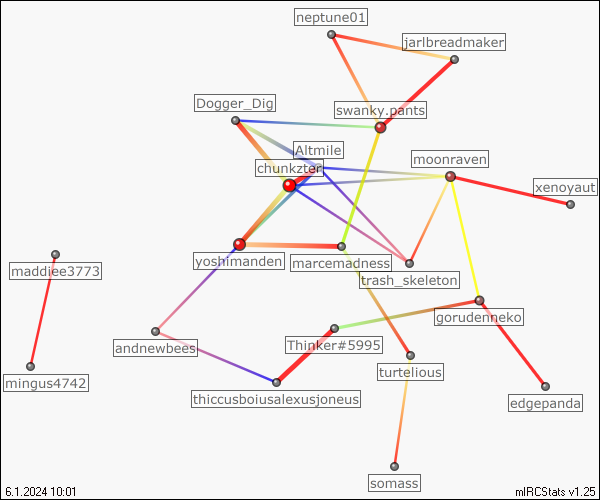 neptune01
jarlbreadmaker
Dogger_Dig
swanky.pants
Altmile
moonraven
chunkzter
xenoyaut
yoshimanden
marcemadness
maddiee3773
trash_skeleton
gorudenneko
andnewbees
Thinker#5995
turtelious
mingus4742
thiccusboiusalexusjoneus
edgepanda
somass
6.1.2024 10:01
mIRCStats v1.25